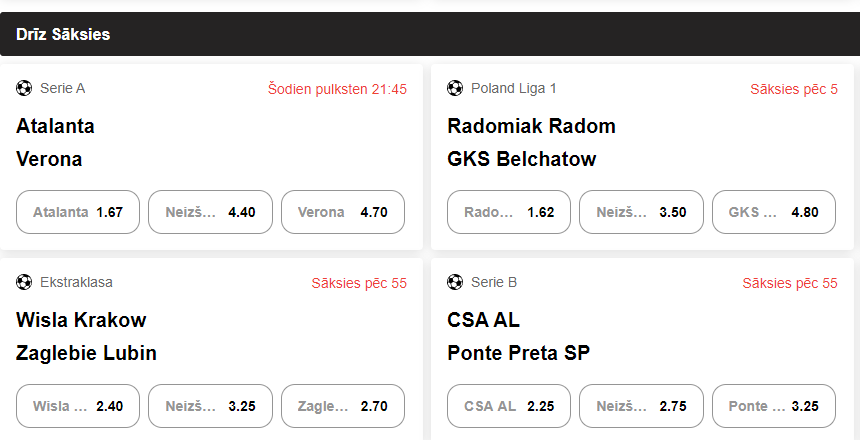 Drīz Sāksies
Serie A
Šodien pulksten 21:45
Atalanta
Verona
Atalanta 1.67
Neizš... 4.40
Verona 4.70
Poland Liga 1
Sāksies pēc 5
Radomiak Radom
GKS Belchatow
Rado... 1.62
Neizš... 3.50
GKS ... 4.80
Ekstraklasa
Sāksies pēc 55
Wisla Krakow
Zaglebie Lubin
Wisla ... 2.40
Neizš... 3.25
Zagle... 2.70
Serie B
Sāksies pēc 55
CSA AL
Ponte Preta SP
CSA AL 2.25
Neizš... 2.75
Ponte ... 3.25